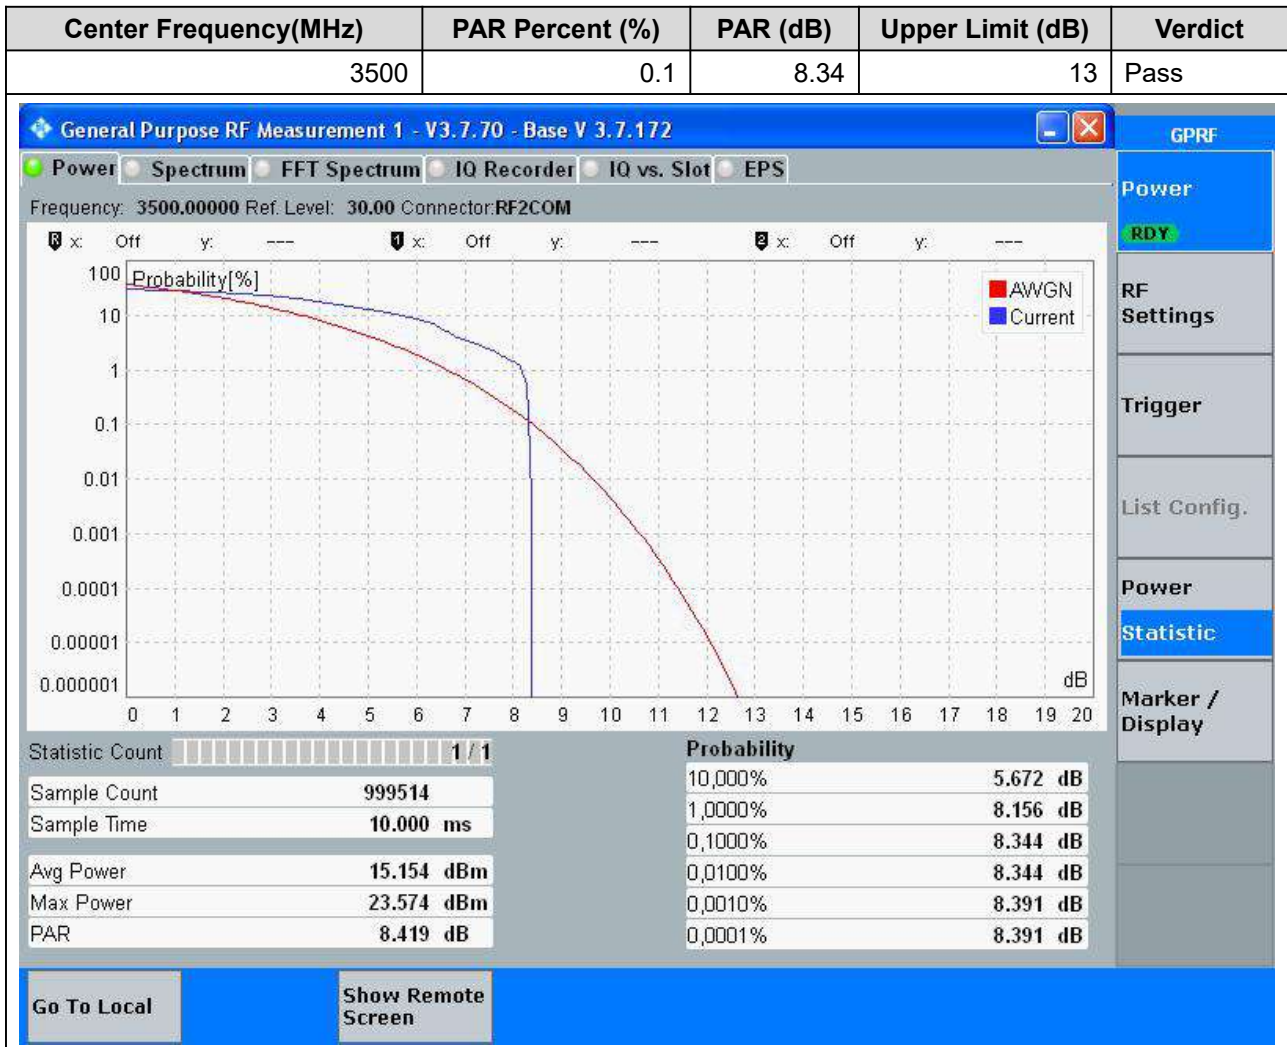 Center Frequency(MHz) PAR Percent (%) PAR (dB) Upper Limit (dB) Verdict
3500 0.1 8.34 13 Pass
General Purpose RF Measurement 1 - V3.7.70 - Base V 3.7.172
GPRF
Power Spectrum FFT Spectrum IQ Recorder IQ vs. Slot EPS
Frequency: 3500.00000 Ref. Level: 30.00 Connector:RF2COM
R x: Off y: --- 1 x: Off y: --- 2 x: Off y: ---
Probability[%]
AWGN
Current
100
10
1
0.1
0.01
0.001
0.0001
0.00001
0.000001
dB
0 1 2 3 4 5 6 7 8 9 10 11 12 13 14 15 16 17 18 19 20
Statistic Count 1 / 1
Sample Count 999514
Sample Time 10.000 ms
Avg Power 15.154 dBm
Max Power 23.574 dBm
PAR 8.419 dB
Probability
10,000% 5.672 dB
1,0000% 8.156 dB
0,1000% 8.344 dB
0,0100% 8.344 dB
0,0010% 8.391 dB
0,0001% 8.391 dB
Power
RDY
RF
Settings
Trigger
List Config.
Power
Statistic
Marker /
Display
Go To Local
Show Remote
Screen